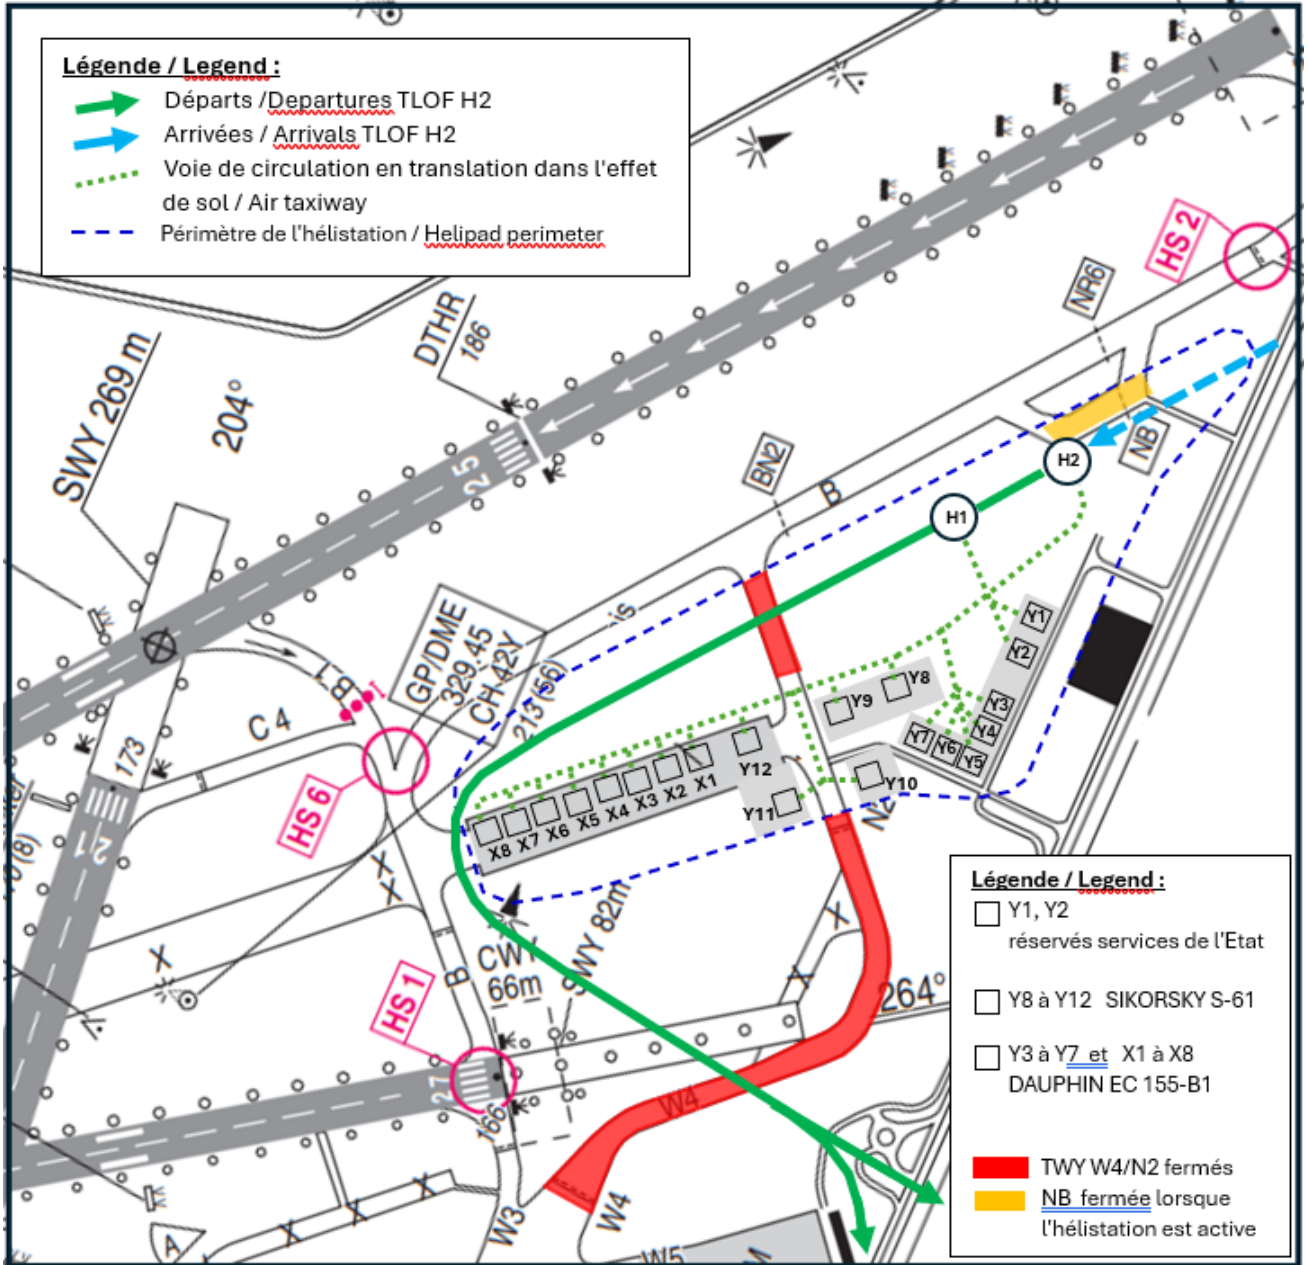 Légende / Legend :
Départs /Departures TLOF H2
Arrivées / Arrivals TLOF H2
Voie de circulation en translation dans l'effet
de sol / Air taxiway
Périmètre de l'hélistation / Helipad perimeter
HS 2
NR6
DTHR
186
SWY 269 m
204°
25
BN2
B
NB
H2
H1
Y1
Y2
Y3
Y4
Y5
Y6
Y7
Y8
Y9
Y10
Y11
Y12
X1
X2
X3
X4
X5
X6
X7
X8
N2
is
GP/DME
329.45
CH 42Y
213 (56)
B1
C 4
173
21
HS 6
X
X
X
X
X
CWY
66m
SWY 82m
264°
HS 1
B
27
166
W4
W4
W3
W5
X
X
X
A
M
Légende / Legend :
Y1, Y2
réservés services de l'Etat
Y8 à Y12 SIKORSKY S-61
Y3 à Y7 et X1 à X8
DAUPHIN EC 155-B1
TWY W4/N2 fermés
NB fermée lorsque
l'hélistation est active